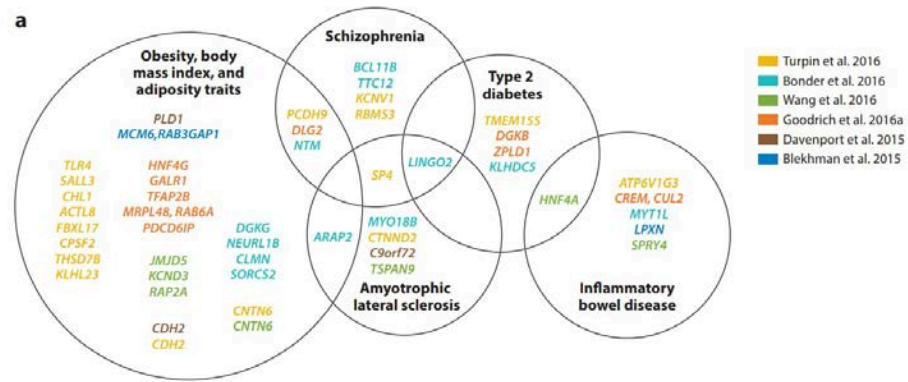 a
Obesity, body
mass index, and
adiposity traits
PLD1
MCM6,RAB3GAP1
TLR4
SALL3
CHL1
ACTL8
FBXL17
CPSF2
THSD7B
KLHL23
HNF4G
GALR1
TFAP2B
MRPL48, RAB6A
PDCD6IP
JMJD5
KCND3
RAP2A
CDH2
CDH2
DGKG
NEURL1B
CLMN
SORCS2
CNTN6
CNTN6
PCDH9
DLG2
NTM
Schizophrenia
BCL11B
TTC12
KCNV1
RBMS3
SP4
LINGO2
ARAP2
MYO18B
CTNND2
C9orf72
TSPAN9
Amyotrophic
lateral sclerosis
Type 2
diabetes
TMEM155
DGKB
ZPLD1
KLHDC5
HNF4A
ATP6V1G3
CREM, CUL2
MYT1L
LPXN
SPRY4
Inflammatory
bowel disease
Turpin et al. 2016
Bonder et al. 2016
Wang et al. 2016
Goodrich et al. 2016a
Davenport et al. 2015
Blekhman et al. 2015